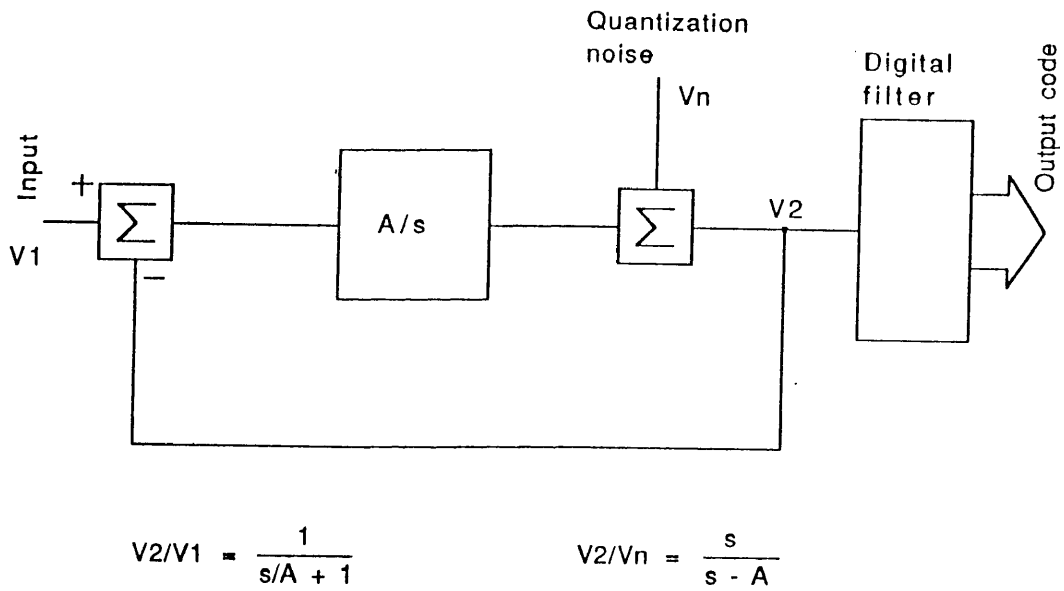 Quantization
noise
Vn
Digital
filter
Output code
Input
+
Σ
A/s
Σ
V2
V1
−
V2/V1 = 1 / (s/A + 1)
V2/Vn = s / (s - A)